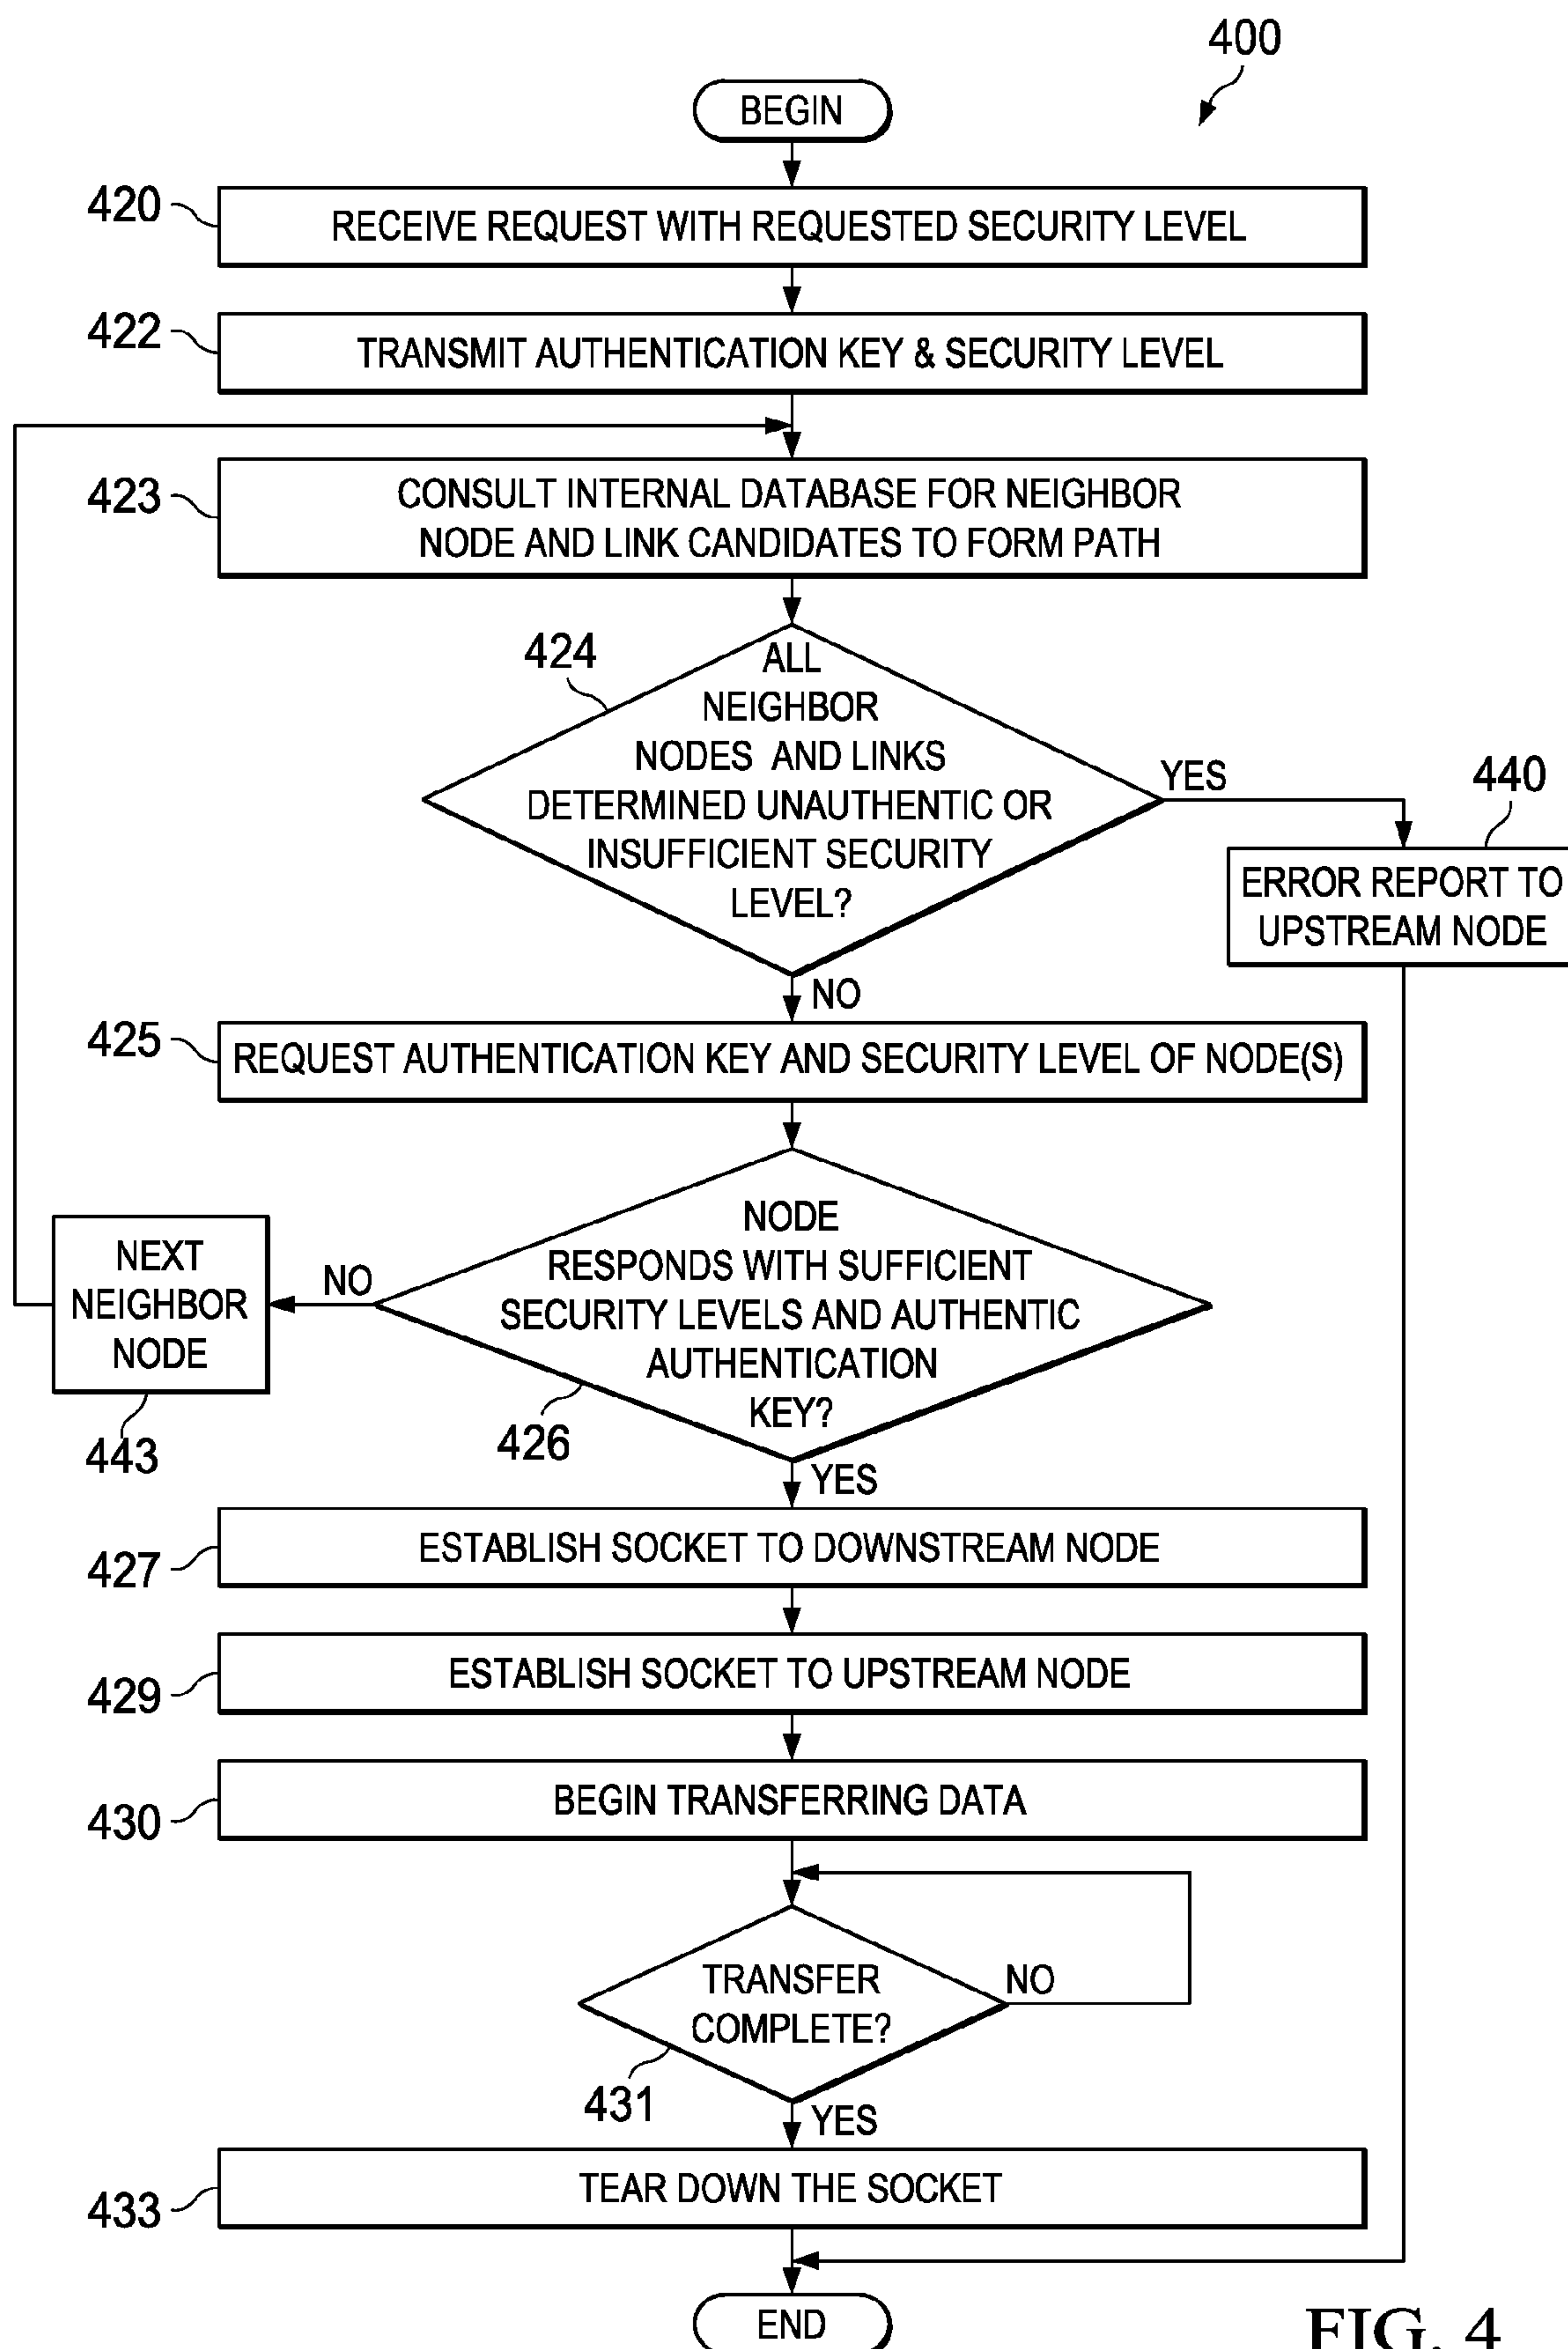 400
BEGIN
420
RECEIVE REQUEST WITH REQUESTED SECURITY LEVEL
422
TRANSMIT AUTHENTICATION KEY & SECURITY LEVEL
423
CONSULT INTERNAL DATABASE FOR NEIGHBOR
NODE AND LINK CANDIDATES TO FORM PATH
424
ALL
NEIGHBOR
NODES AND LINKS
DETERMINED UNAUTHENTIC OR
INSUFFICIENT SECURITY
LEVEL?
YES
440
ERROR REPORT TO
UPSTREAM NODE
NO
425
REQUEST AUTHENTICATION KEY AND SECURITY LEVEL OF NODE(S)
NODE
RESPONDS WITH SUFFICIENT
SECURITY LEVELS AND AUTHENTIC
AUTHENTICATION
KEY?
426
NO
NEXT
NEIGHBOR
NODE
443
YES
427
ESTABLISH SOCKET TO DOWNSTREAM NODE
429
ESTABLISH SOCKET TO UPSTREAM NODE
430
BEGIN TRANSFERRING DATA
TRANSFER
COMPLETE?
NO
431
YES
433
TEAR DOWN THE SOCKET
END
FIG. 4